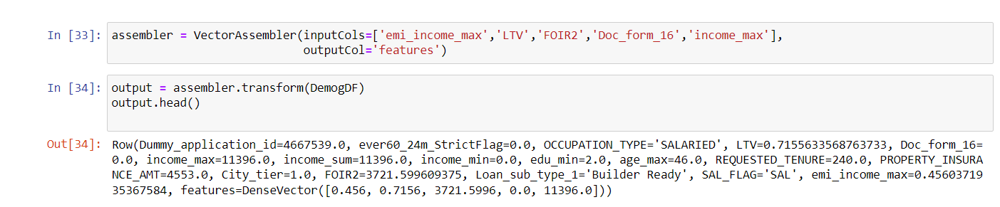 In [33]: assembler = VectorAssembler(inputCols=['emi_income_max','LTV','FOIR2','Doc_form_16','income_max'],
outputCol='features')
In [34]: output = assembler.transform(DemogDF)
output.head()
Out[34]: Row(Dummy_application_id=4667539.0, ever60_24m_StrictFlag=0.0, OCCUPATION_TYPE='SALARIED', LTV=0.7155633568763733, Doc_form_16=
0.0, income_max=11396.0, income_sum=11396.0, income_min=0.0, edu_min=2.0, age_max=46.0, REQUESTED_TENURE=240.0, PROPERTY_INSURA
NCE_AMT=4553.0, City_tier=1.0, FOIR2=3721.599609375, Loan_sub_type_1='Builder Ready', SAL_FLAG='SAL', emi_income_max=0.45603719
35367584, features=DenseVector([0.456, 0.7156, 3721.5996, 0.0, 11396.0]))